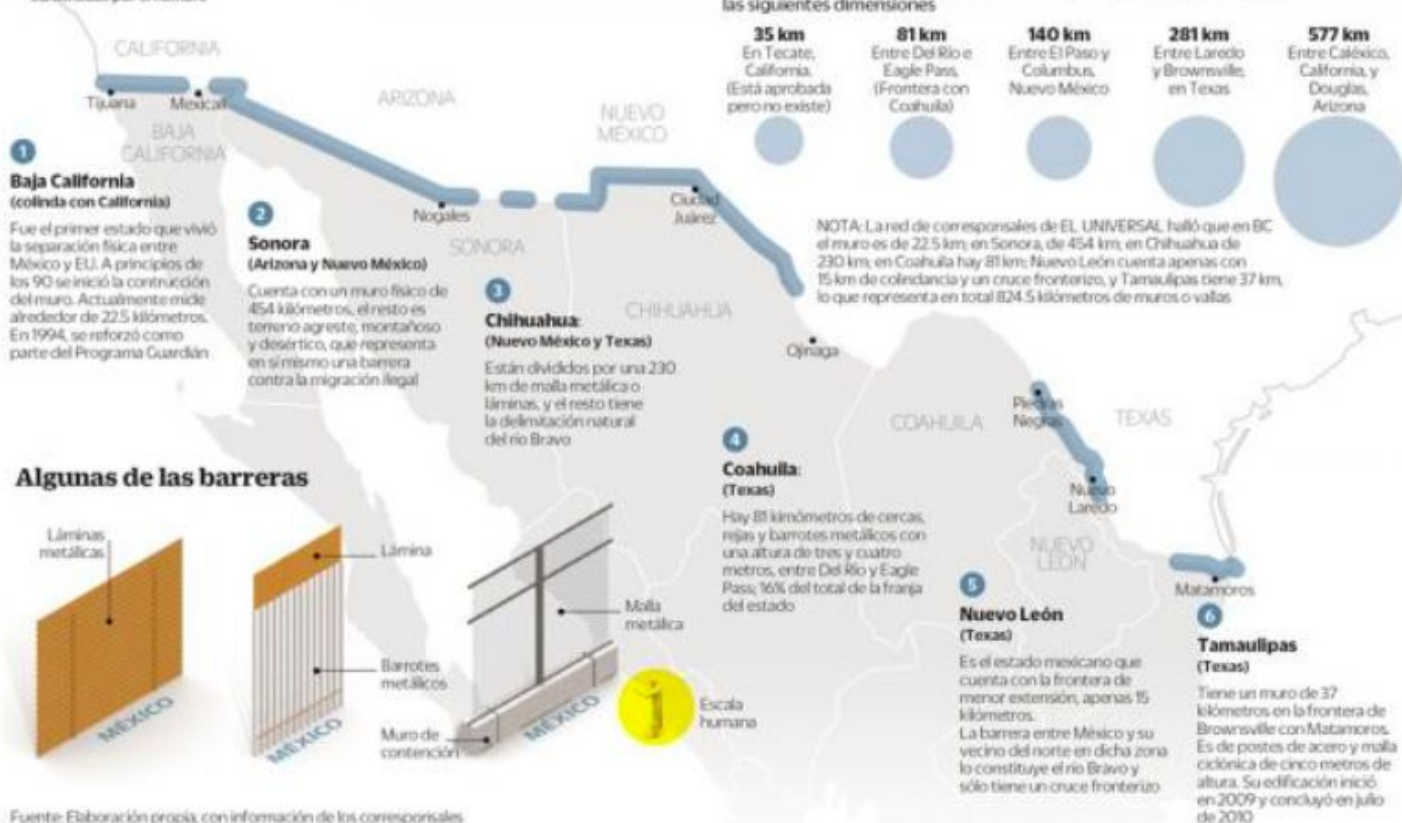 las siguientes dimensiones
35 km
En Tecate,
California.
(Está aprobada
pero no existe)
81 km
Entre Del Río e
Eagle Pass,
(Frontera con
Coahuila)
140 km
Entre El Paso y
Columbus,
Nuevo México
281 km
Entre Laredo
y Brownsville,
en Texas
577 km
Entre Caléxico,
California, y
Douglas,
Arizona
CALIFORNIA
Tijuana
Mexicali
ARIZONA
NUEVO
MÉXICO
BAJA
CALIFORNIA
Nogales
SONORA
Ciudad
Juárez
CHIHUAHUA
Ojinaga
COAHUILA
Piedras
Negras
TEXAS
Nuevo
Laredo
NUEVO
LEÓN
Matamoros
NOTA: La red de corresponsales de EL UNIVERSAL halló que en BC
el muro es de 22.5 km; en Sonora, de 454 km; en Chihuahua de
230 km; en Coahuila hay 81 km; Nuevo León cuenta apenas con
15 km de colindancia y un cruce fronterizo, y Tamaulipas tiene 37 km,
lo que representa en total 824.5 kilómetros de muros o vallas
1
Baja California
(colinda con California)
Fue el primer estado que vivió
la separación física entre
México y EU. A principios de
los 90 se inició la contrucción
del muro. Actualmente mide
alrededor de 22.5 kilómetros.
En 1994, se reforzó como
parte del Programa Guardián
2
Sonora
(Arizona y Nuevo México)
Cuenta con un muro físico de
454 kilómetros, el resto es
terreno agreste, montañoso
y desértico, que representa
en sí mismo una barrera
contra la migración ilegal
3
Chihuahua:
(Nuevo México y Texas)
Están divididos por una 230
km de malla metálica o
láminas, y el resto tiene
la delimitación natural
del río Bravo
4
Coahuila:
(Texas)
Hay 81 kimómetros de cercas,
rejas y barrotes metálicos con
una altura de tres y cuatro
metros, entre Del Río y Eagle
Pass; 16% del total de la franja
del estado
5
Nuevo León
(Texas)
Es el estado mexicano que
cuenta con la frontera de
menor extensión, apenas 15
kilómetros.
La barrera entre México y su
vecino del norte en dicha zona
lo constituye el río Bravo y
sólo tiene un cruce fronterizo
6
Tamaulipas
(Texas)
Tiene un muro de 37
kilómetros en la frontera de
Brownsville con Matamoros.
Es de postes de acero y malla
ciclónica de cinco metros de
altura. Su edificación inició
en 2009 y concluyó en julio
de 2010
Algunas de las barreras
Láminas
metálicas
MÉXICO
Lámina
Barrotes
metálicos
MÉXICO
Malla
metálica
Muro de
contención
MÉXICO
Escala
humana
Fuente: Elaboración propia, con información de los corresponsales